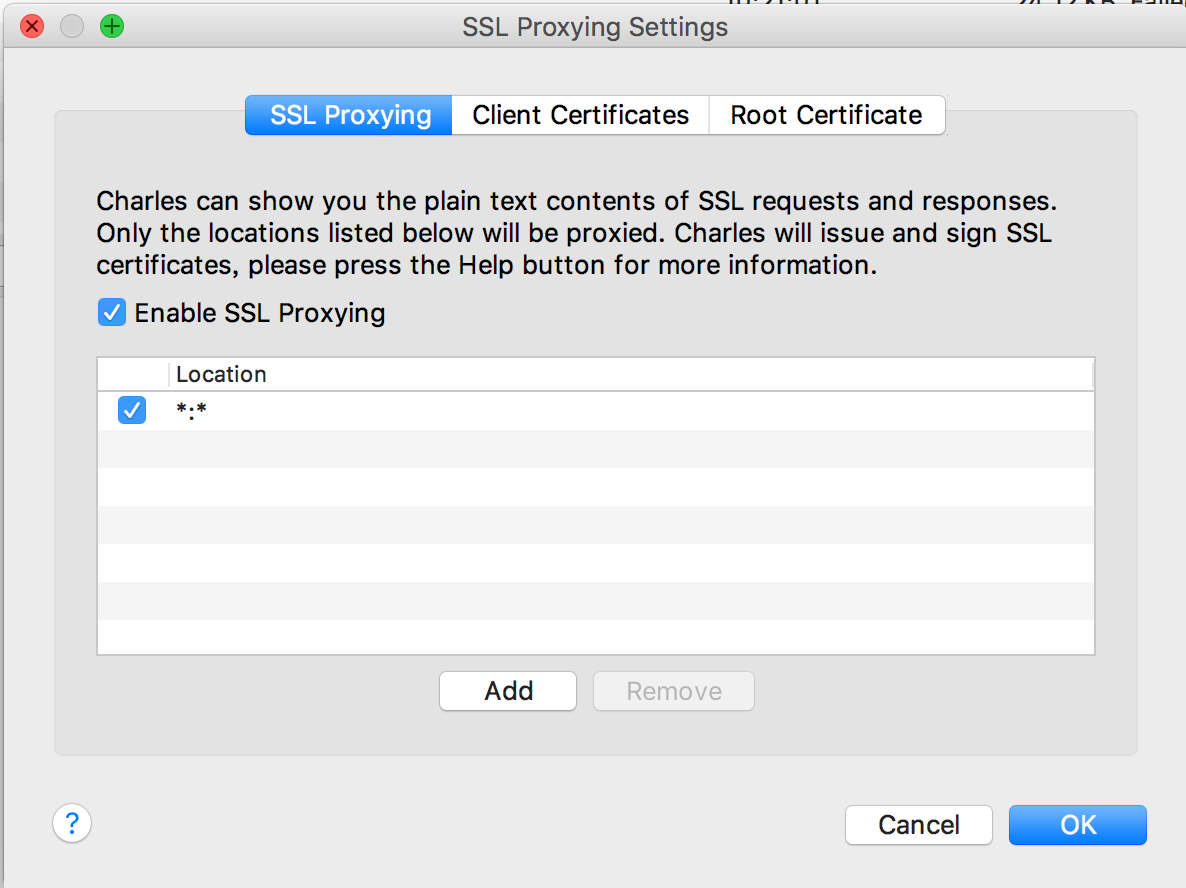 SSL Proxying Settings
SSL Proxying
Client Certificates
Root Certificate
Charles can show you the plain text contents of SSL requests and responses.
Only the locations listed below will be proxied. Charles will issue and sign SSL
certificates, please press the Help button for more information.
Enable SSL Proxying
Location
*:*
Add
Remove
?
Cancel
OK